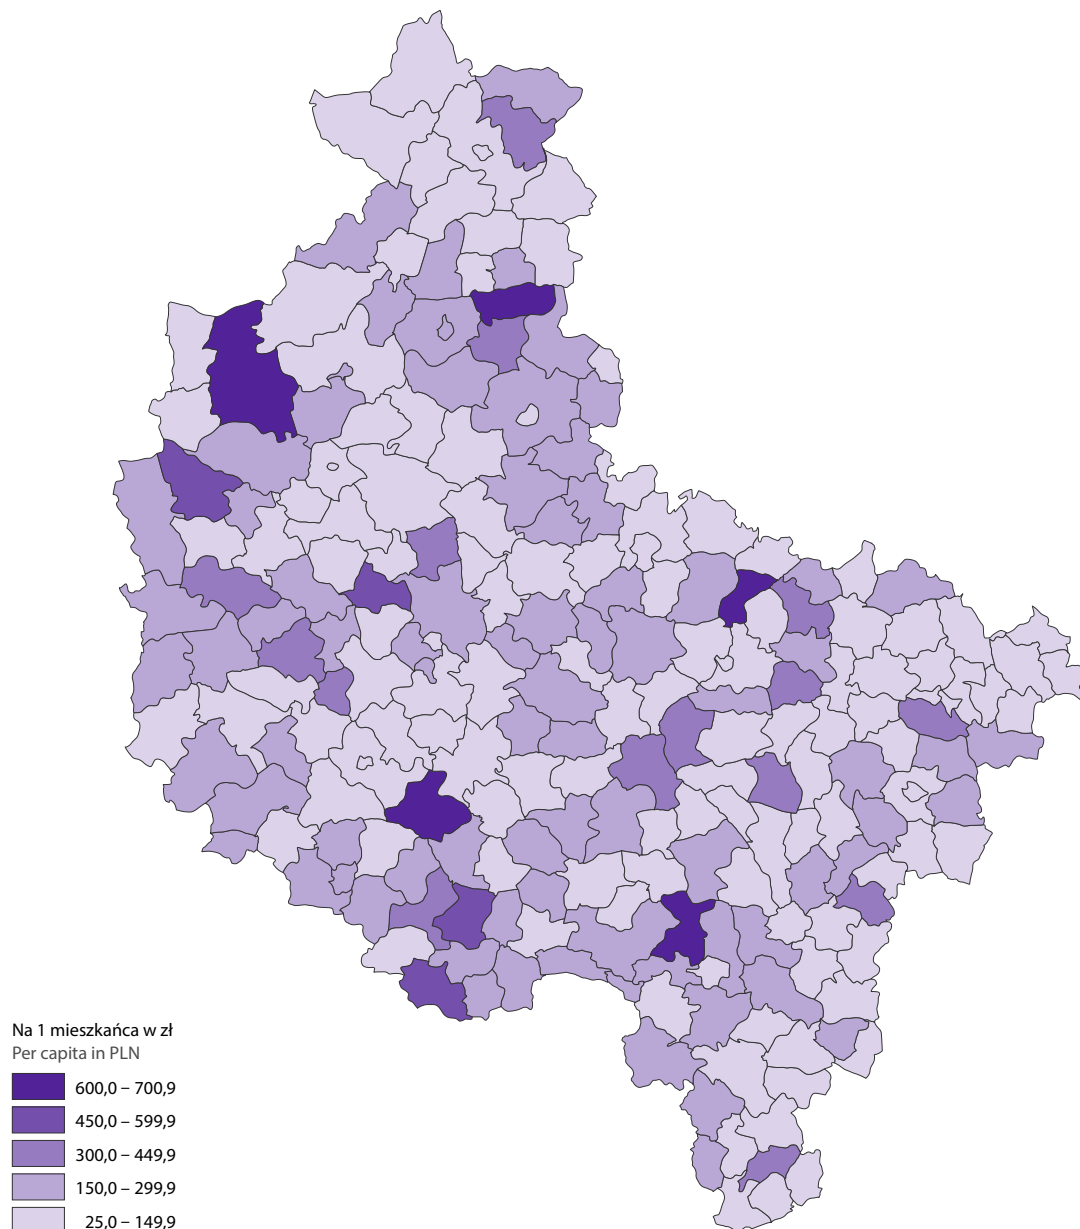 Na 1 mieszkańca w zł
Per capita in PLN
600,0 – 700,9
450,0 – 599,9
300,0 – 449,9
150,0 – 299,9
25,0 – 149,9